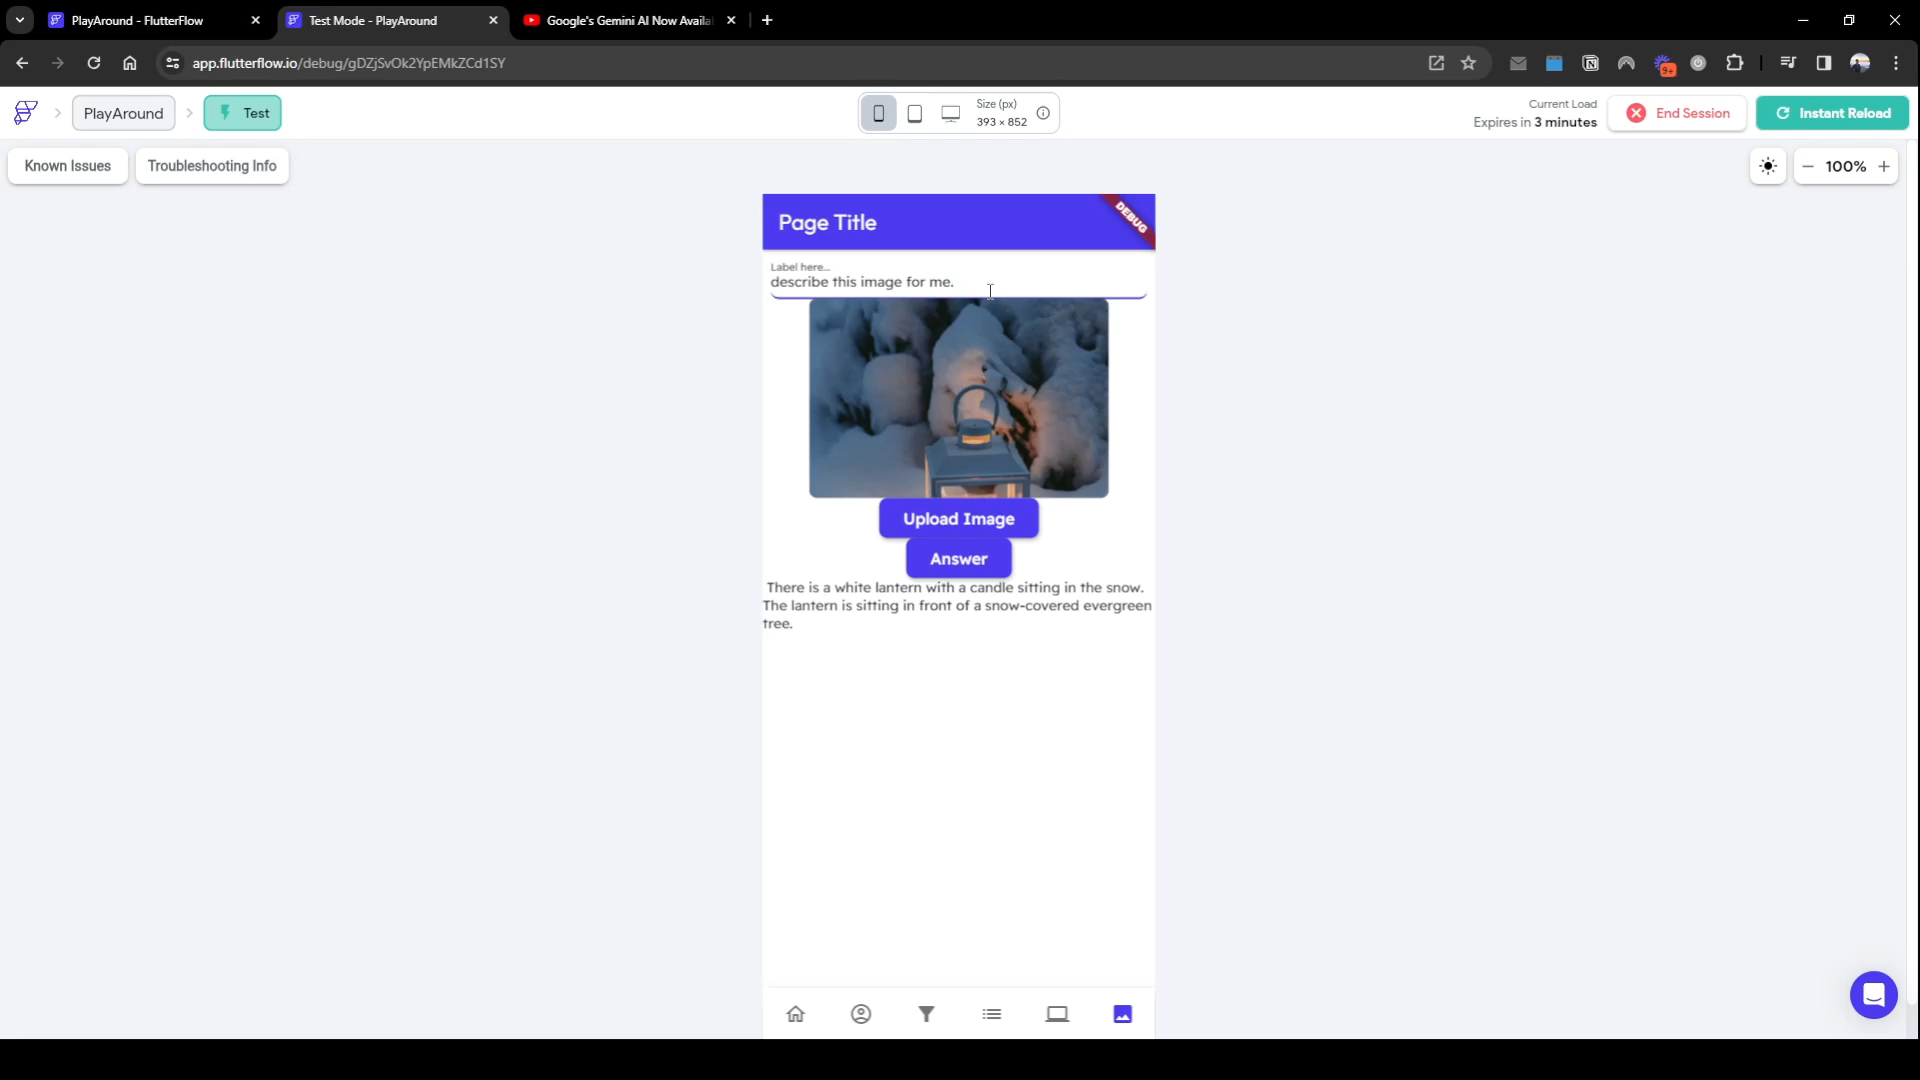 PlayAround - FlutterFlow
Test Mode - PlayAround
Google's Gemini AI Now Availa
app.flutterflow.io/debug/gDZjSvOk2YpEMkZCd1SY
9+
PlayAround
Test
Size (px)
393 × 852
Current Load
Expires in 3 minutes
End Session
Instant Reload
Known Issues
Troubleshooting Info
100%
Page Title
DEBUG
Label here...
describe this image for me.
Upload Image
Answer
There is a white lantern with a candle sitting in the snow.
The lantern is sitting in front of a snow-covered evergreen
tree.